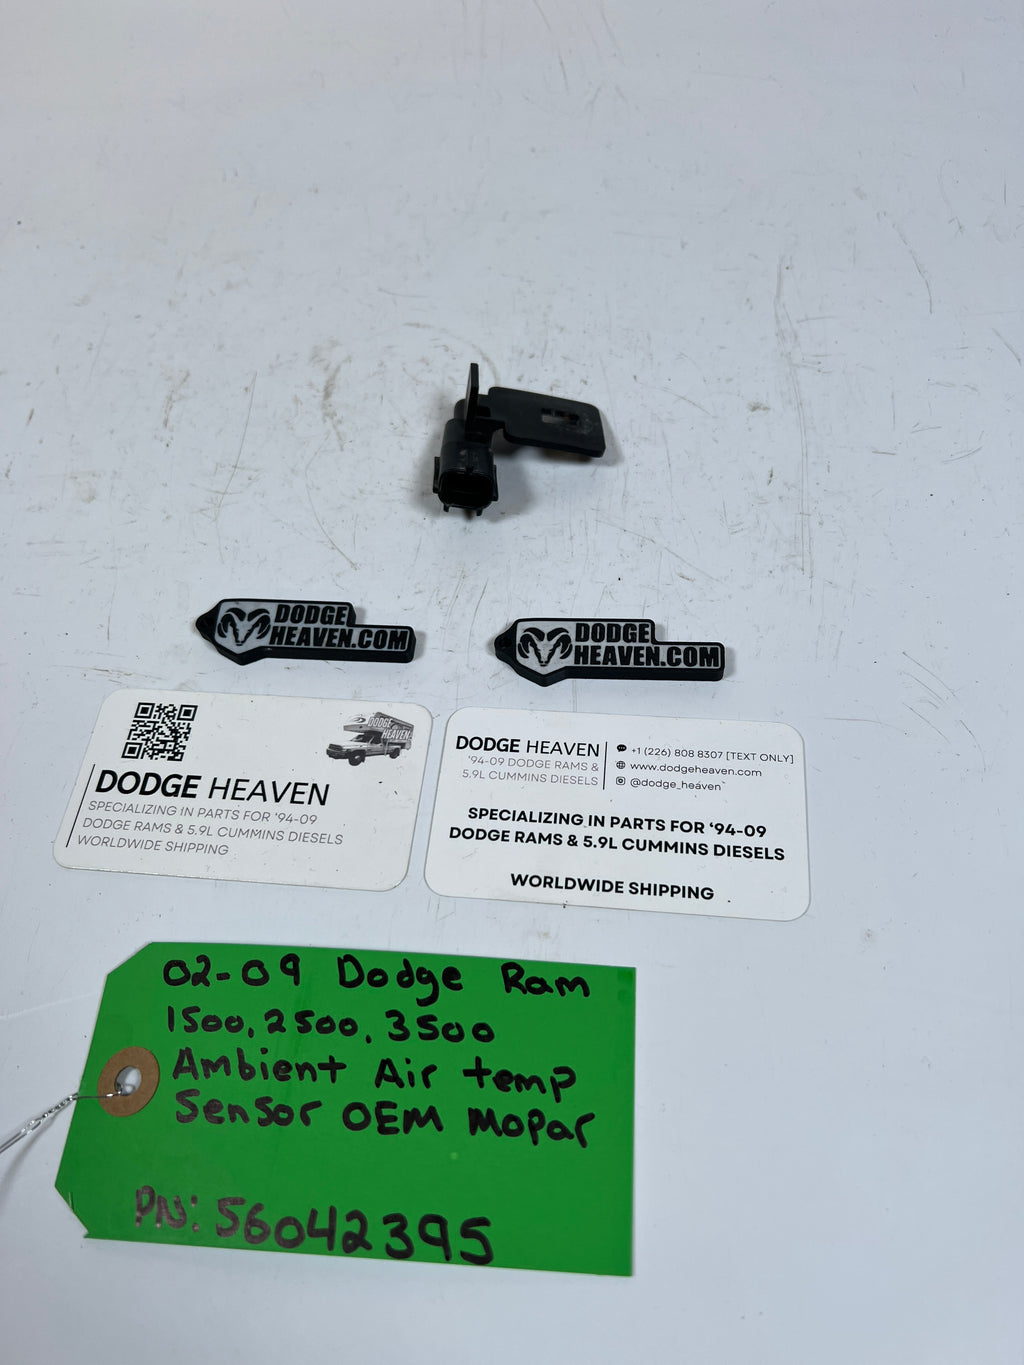 DODGE
HEAVEN.COM
DODGE
HEAVEN.COM
DODGE
HEAVEN
DODGE HEAVEN
SPECIALIZING IN PARTS FOR '94-09
DODGE RAMS & 5.9L CUMMINS DIESELS
WORLDWIDE SHIPPING
DODGE HEAVEN
'94-09 DODGE RAMS &
5.9L CUMMINS DIESELS
+1 (226) 808 8307 [TEXT ONLY]
www.dodgeheaven.com
@dodge_heaven
SPECIALIZING IN PARTS FOR ‘94-09
DODGE RAMS & 5.9L CUMMINS DIESELS
WORLDWIDE SHIPPING
02-09 Dodge Ram
1500, 2500, 3500
Ambient Air temp
Sensor OEM Mopar
PN: 56042395